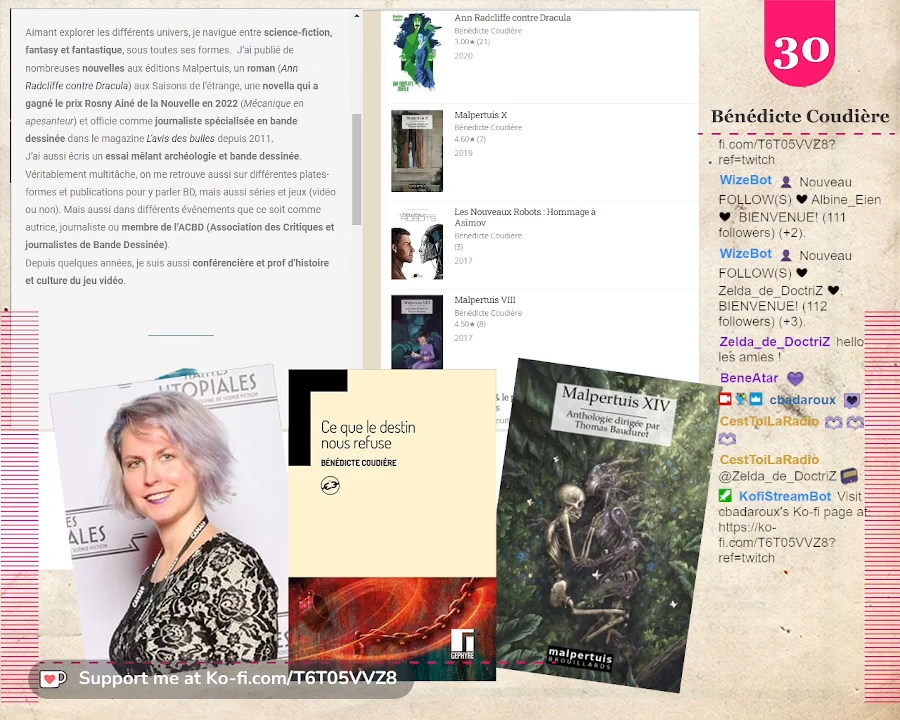 Aimant explorer les différents univers, je navigue entre science-fiction,
fantasy et fantastique, sous toutes ses formes. J'ai publié de
nombreuses nouvelles aux éditions Malpertuis, un roman (Ann
Radcliffe contre Dracula) aux Saisons de l'étrange, une novella qui a
gagné le prix Rosny Ainé de la Nouvelle en 2022 (Mécanique en
apesanteur) et officie comme journaliste spécialisée en bande
dessinée dans le magazine L'avis des bulles depuis 2011.
J'ai aussi écris un essai mêlant archéologie et bande dessinée.
Véritablement multitâche, on me retrouve aussi sur différentes plates-
formes et publications pour y parler BD, mais aussi séries et jeux (vidéo
ou non). Mais aussi dans différents événements que ce soit comme
autrice, journaliste ou membre de l'ACBD (Association des Critiques et
journalistes de Bande Dessinée).
Depuis quelques années, je suis aussi conférencière et prof d'histoire
et culture du jeu vidéo.
Ann Radcliffe contre Dracula
Bénédicte Coudière
3.00★ (21)
2020
Malpertuis X
Bénédicte Coudière
4.60★ (7)
2019
Les Nouveaux Robots : Hommage à
Asimov
Bénédicte Coudière
(3)
2017
Malpertuis VIII
Bénédicte Coudière
4.50★ (8)
2017
& le p
UTOPIALES
ALES
Ce que le destin
nous refuse
BÉNÉDICTE COUDIÈRE
GEPHYRE
Malpertuis XIV
Anthologie dirigée par
Thomas Bauduret
malpertuis
BROUILLARDS
30
Bénédicte Coudière
fi.com/T6T05VVZ8?
ref=twitch
WizeBot Nouveau
FOLLOW(S) ♥ Albine_Eien
♥, BIENVENUE! (111
followers) (+2).
WizeBot Nouveau
FOLLOW(S) ♥
Zelda_de_DoctriZ ♥,
BIENVENUE! (112
followers) (+3).
Zelda_de_DoctriZ hello
les amies !
BeneAtar 💜
cbadaroux
CestToiLaRadio
CestToiLaRadio
@Zelda_de_DoctriZ
KofiStreamBot Visit
cbadaroux's Ko-fi page at:
https://ko-
fi.com/T6T05VVZ8?
ref=twitch
Support me at Ko-fi.com/T6T05VVZ8